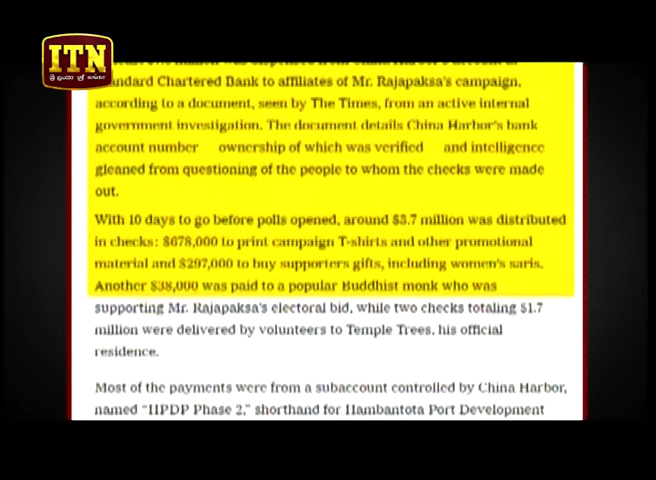 ITN
ශ්‍රී ලංකා
China Harbor's account at
Standard Chartered Bank to affiliates of Mr. Rajapaksa's campaign,
according to a document, seen by The Times, from an active internal
government investigation. The document details China Harbor's bank
account number ownership of which was verified and intelligence
gleaned from questioning of the people to whom the checks were made
out.
With 10 days to go before polls opened, around $3.7 million was distributed
in checks: $678,000 to print campaign T-shirts and other promotional
material and $297,000 to buy supporters gifts, including women's saris.
Another $38,000 was paid to a popular Buddhist monk who was
supporting Mr. Rajapaksa's electoral bid, while two checks totaling $1.7
million were delivered by volunteers to Temple Trees, his official
residence.
Most of the payments were from a subaccount controlled by China Harbor,
named "HPDP Phase 2," shorthand for Hambantota Port Development